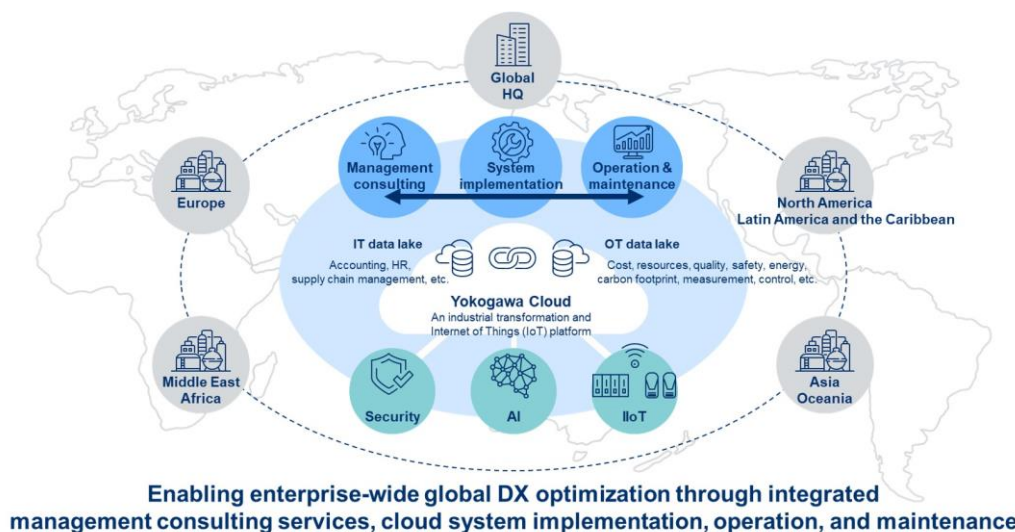 Global
HQ
Management
consulting
System
implementation
Operation &
maintenance
Europe
North America
Latin America and the Caribbean
IT data lake
Accounting, HR,
supply chain management, etc.
OT data lake
Cost, resources, quality, safety, energy,
carbon footprint, measurement, control, etc.
Yokogawa Cloud
An industrial transformation and
Internet of Things (IoT) platform
Middle East
Africa
Security
AI
IIoT
Asia
Oceania
Enabling enterprise-wide global DX optimization through integrated
management consulting services, cloud system implementation, operation, and maintenance